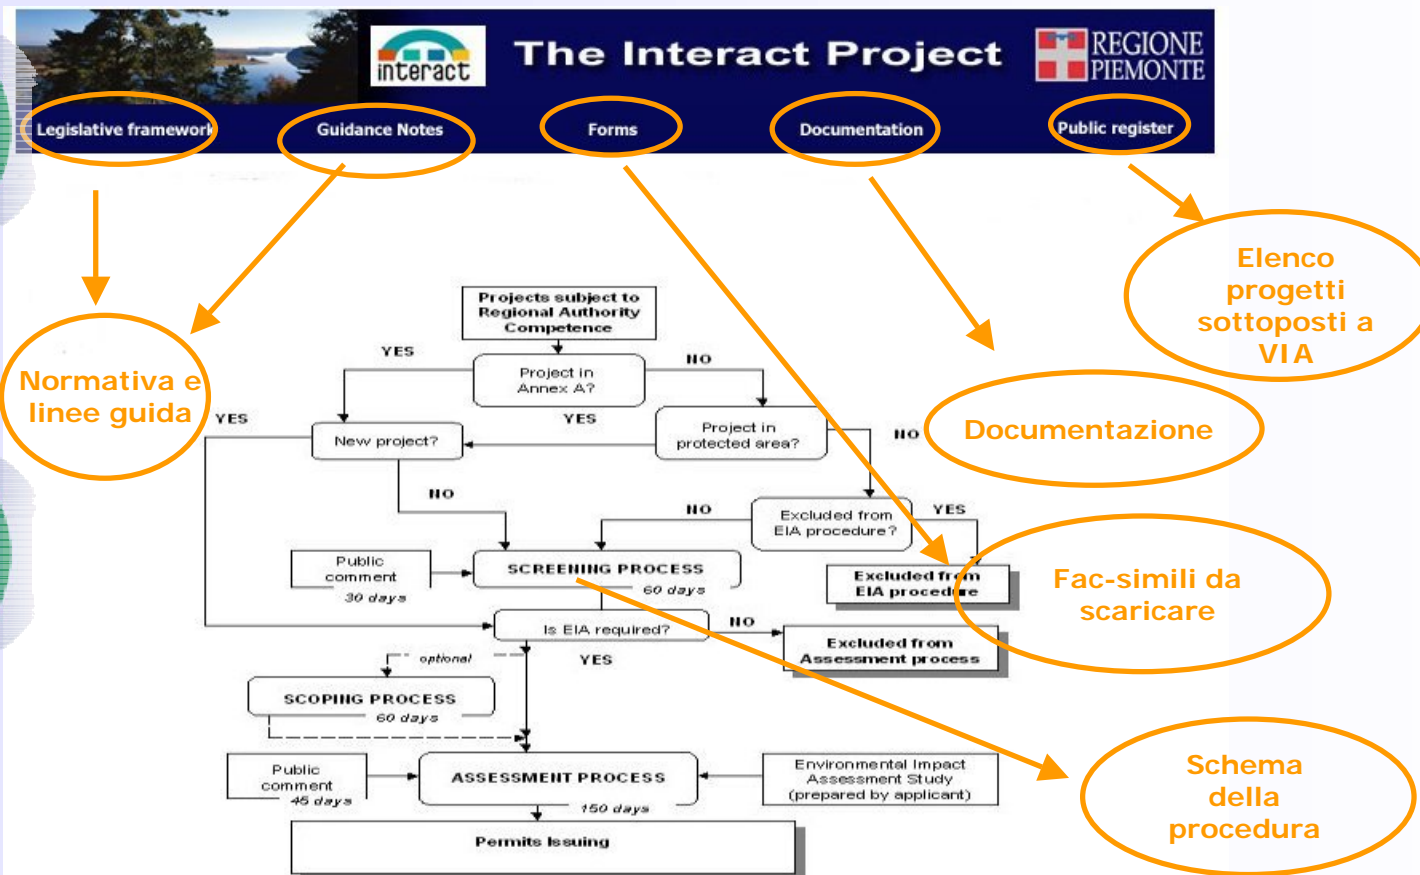 interact
The Interact Project
REGIONE
PIEMONTE
Legislative framework
Guidance Notes
Forms
Documentation
Public register
Elenco
progetti
sottoposti a
VIA
Normativa e
linee guida
Documentazione
Fac-simili da
scaricare
Schema
della
procedura
Projects subject to
Regional Authority
Competence
YES
NO
Project in
Annex A?
YES
New project?
YES
Project in
protected area?
NO
NO
NO
Excluded from
EIA procedure?
YES
Public
comment
30 days
SCREENING PROCESS
60 days
Excluded from
EIA procedure
Is EIA required?
NO
Excluded from
Assessment process
optional
YES
SCOPING PROCESS
60 days
Public
comment
45 days
ASSESSMENT PROCESS
150 days
Environmental Impact
Assessment Study
(prepared by applicant)
Permits Issuing